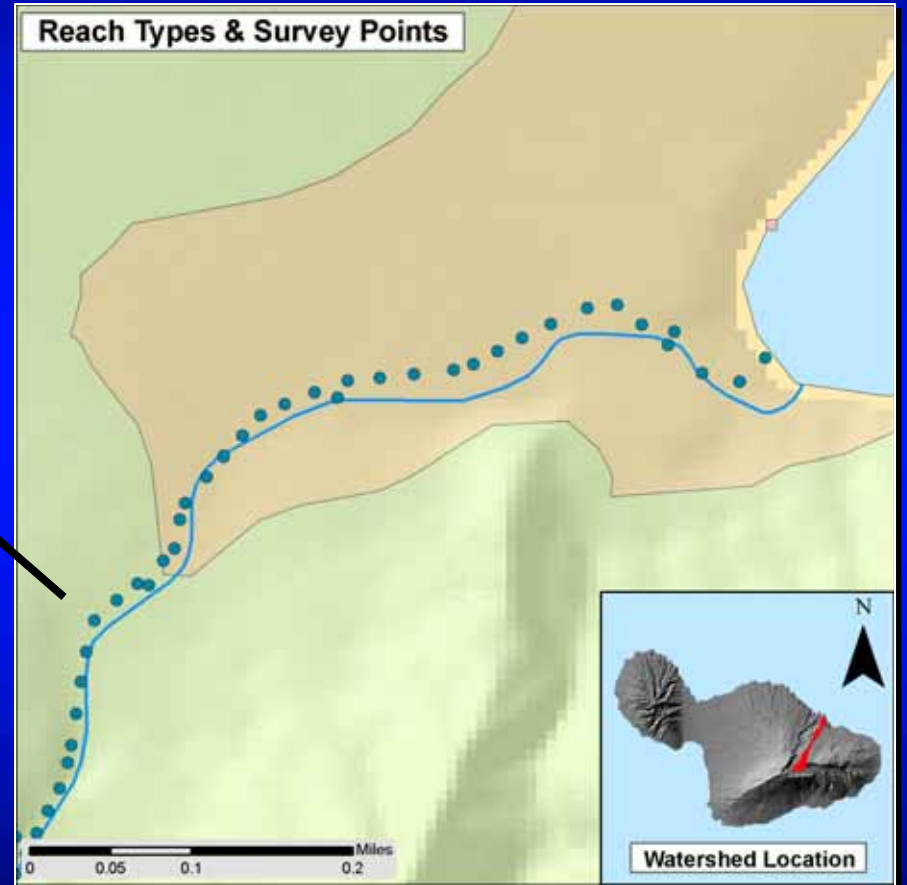 Reach Types & Survey Points
N
Miles
0 0.05 0.1 0.2
Watershed Location